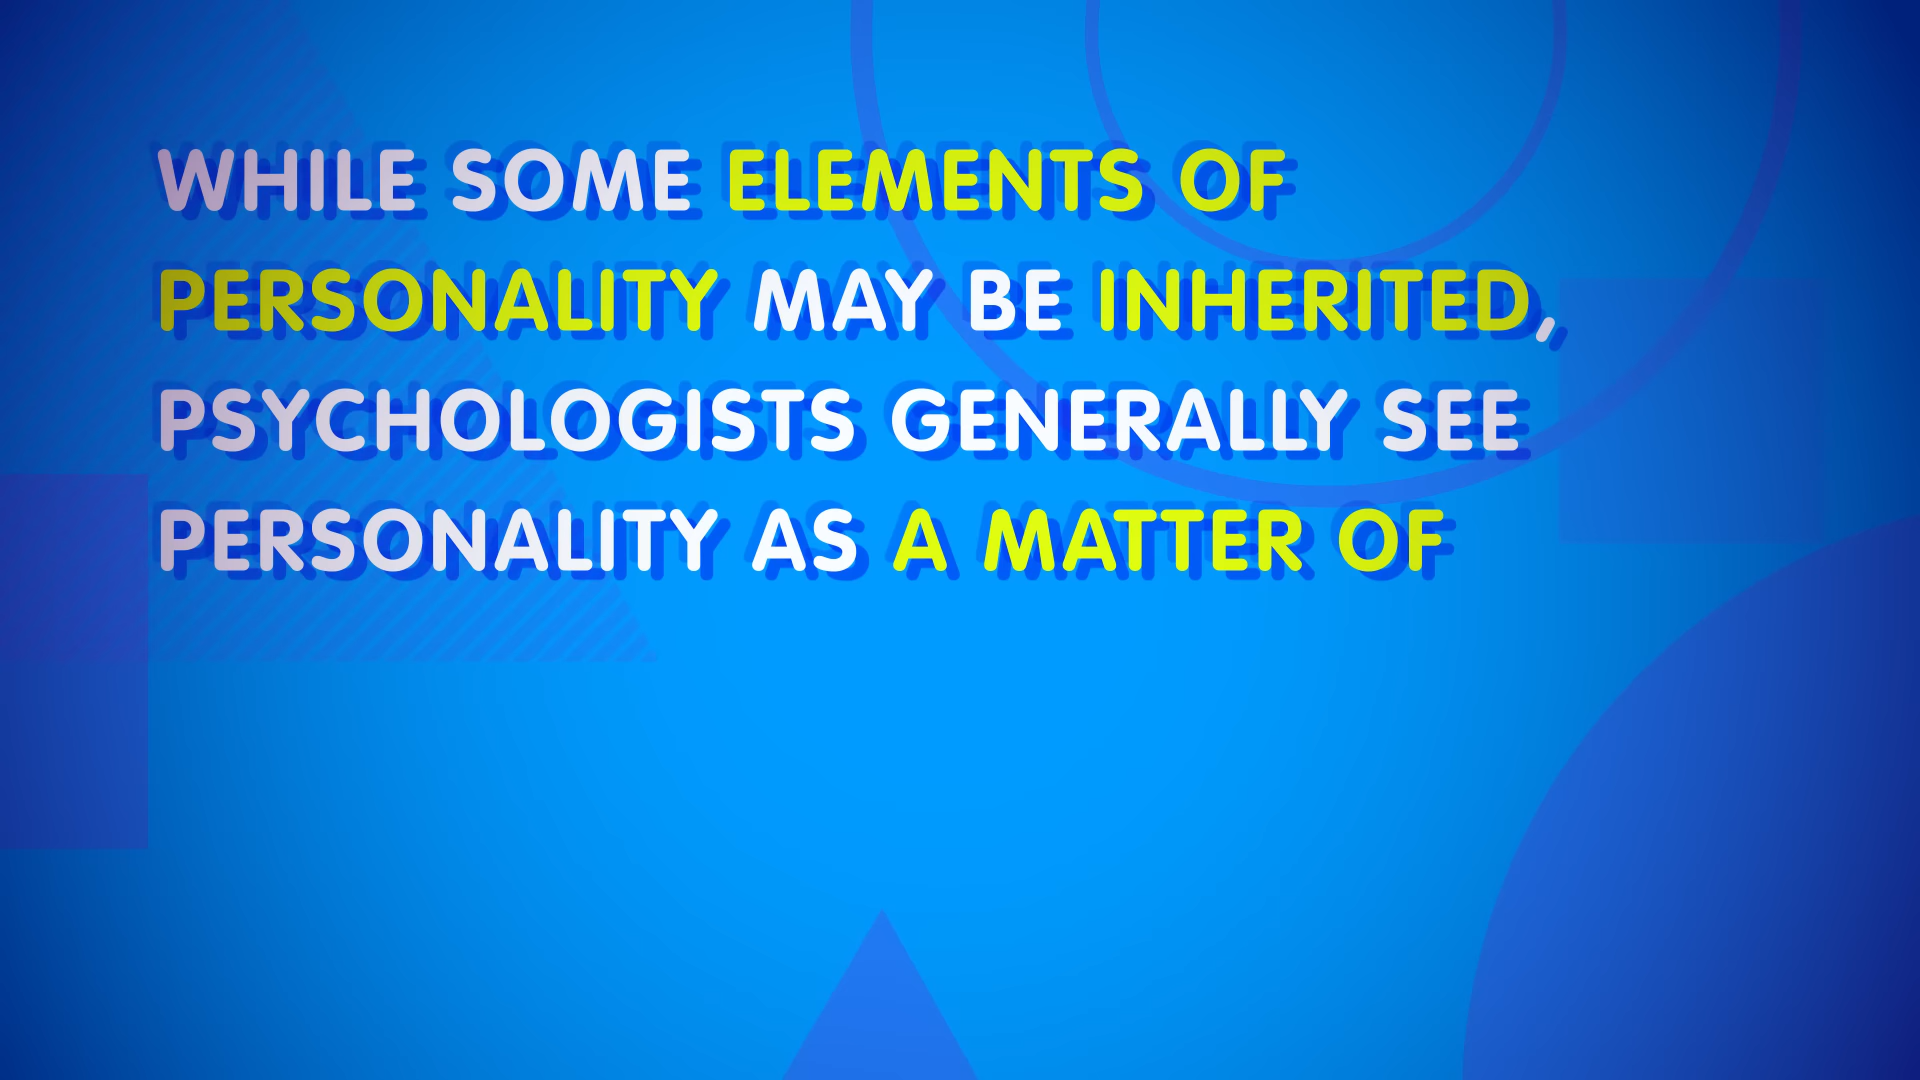 WHILE SOME ELEMENTS OF
PERSONALITY MAY BE INHERITED,
PSYCHOLOGISTS GENERALLY SEE
PERSONALITY AS A MATTER OF